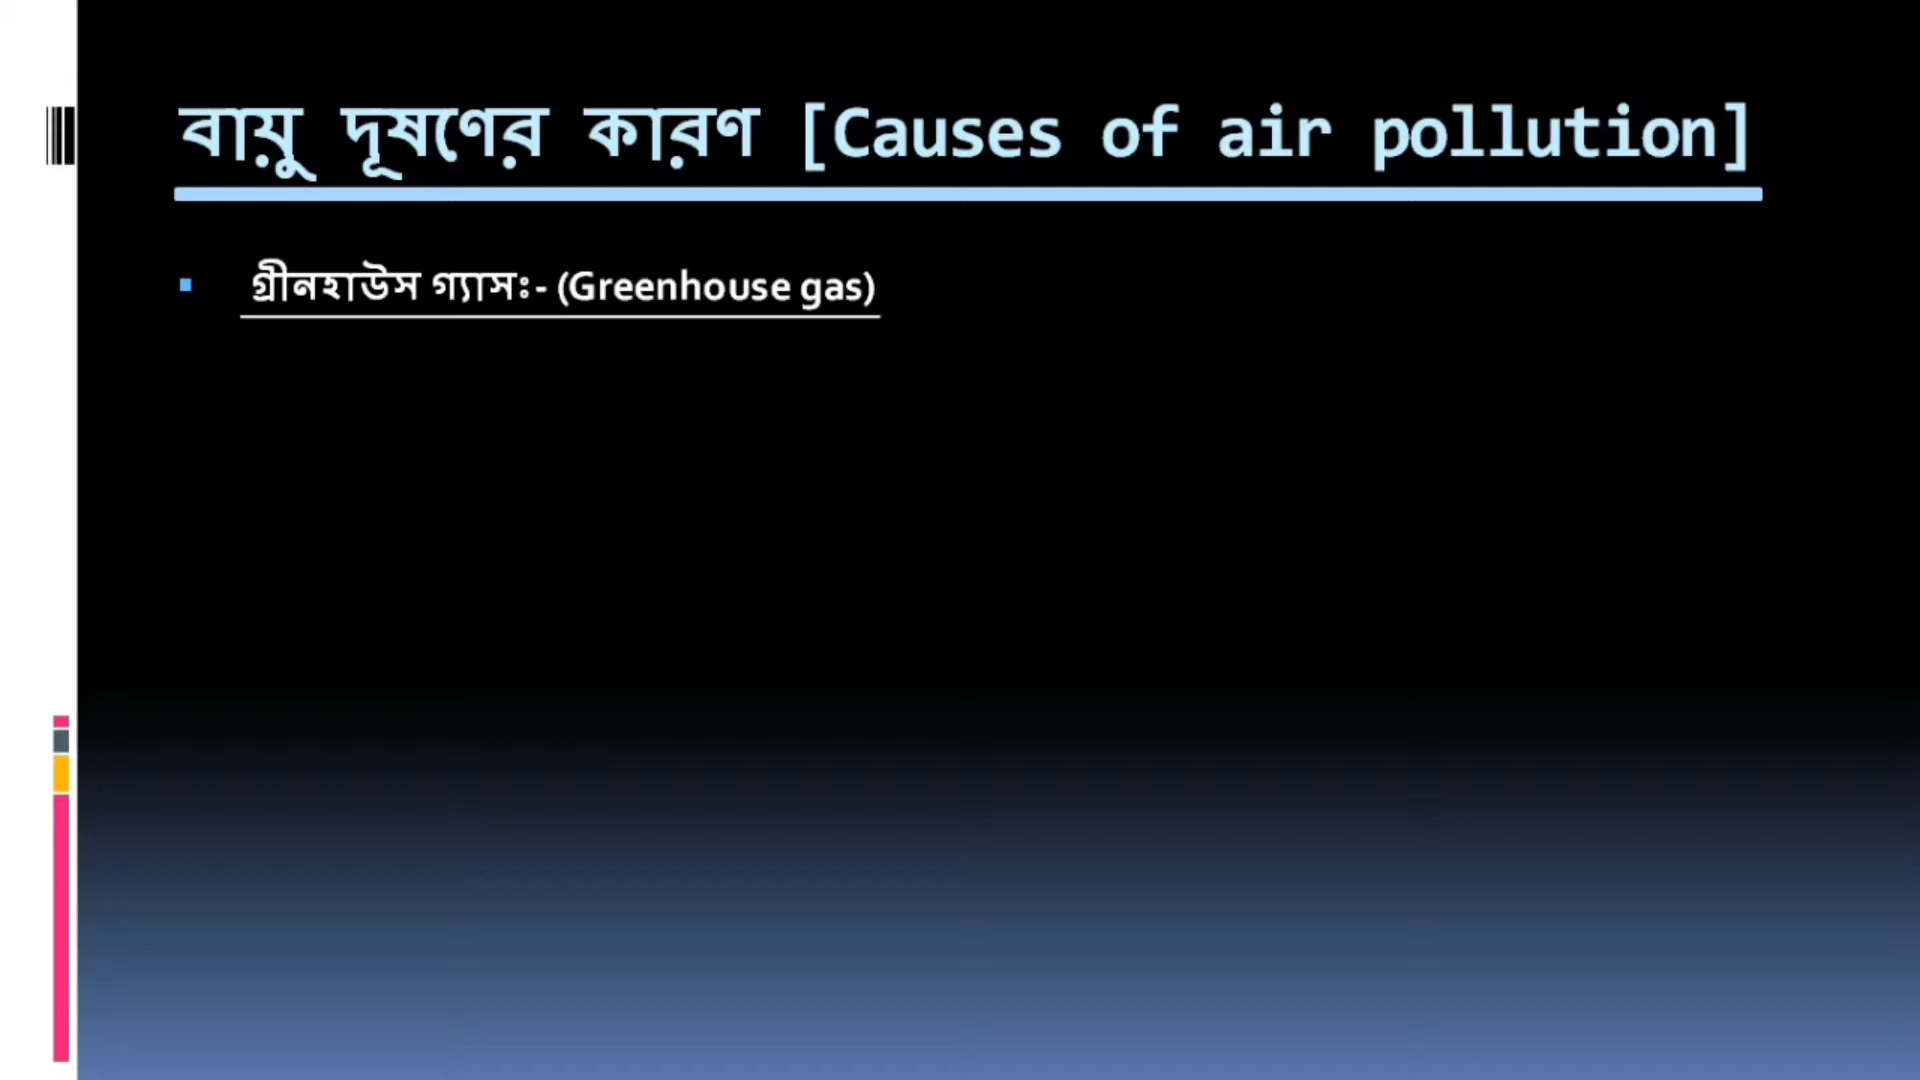 বায়ু দূষণের কারণ [Causes of air pollution]
গ্রীনহাউস গ্যাসঃ- (Greenhouse gas)